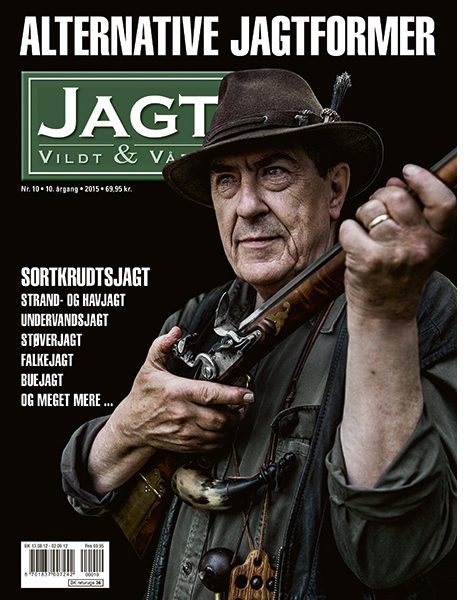 ALTERNATIVE JAGTFORMER
JAGT
VILDT & VÅ
Nr. 10 • 10. årgang • 2015 • 69,95 kr.
SORTKRUDTSJAGT
STRAND- OG HAVJAGT
UNDERVANDSJAGT
STØVERJAGT
FALKEJAGT
BUEJAGT
OG MEGET MERE ...